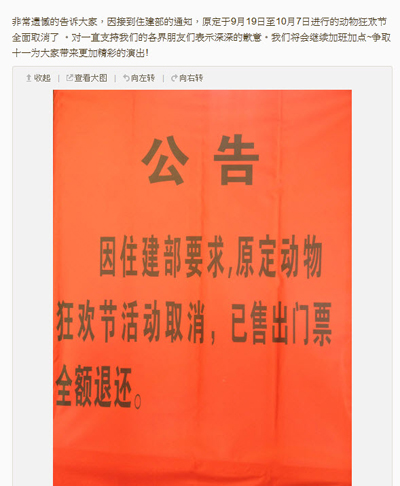 非常遗憾的告诉大家，因接到住建部的通知，原定于9月19日至10月7日进行的动物狂欢节
全面取消了 。对一直支持我们的各界朋友们表示深深的歉意。我们将会继续加班加点~争取
十一为大家带来更加精彩的演出!
收起 | 查看大图 | 向左转 | 向右转
公告
因住建部要求,原定动物
狂欢节活动取消，已售出门票
全额退还。